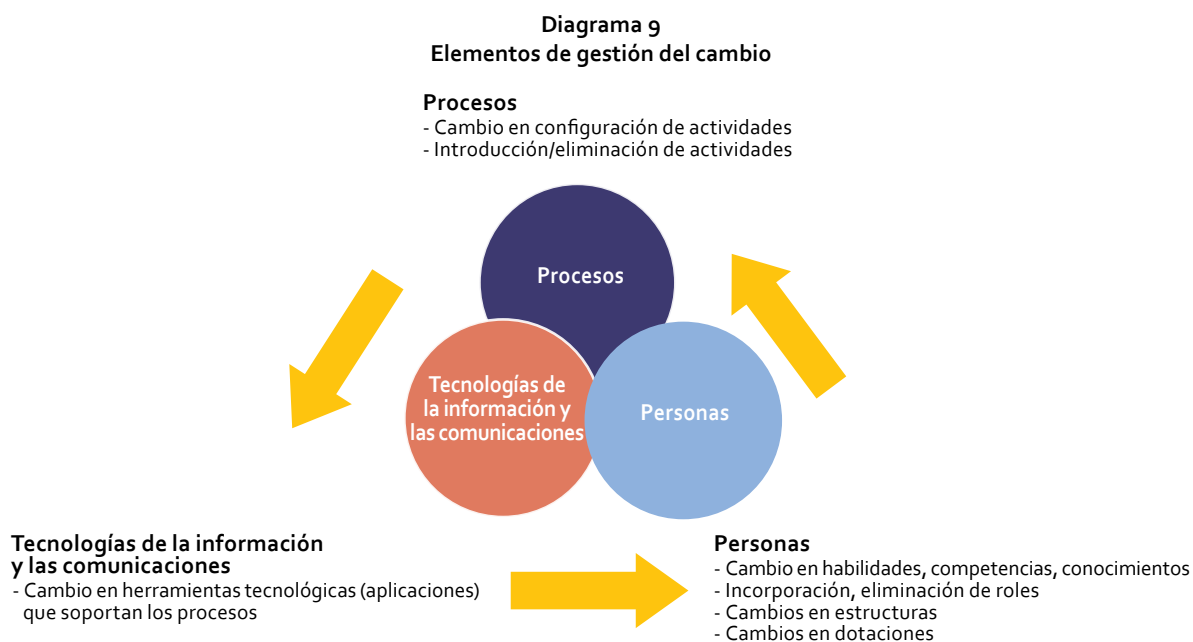 Diagrama 9
Elementos de gestión del cambio
Procesos
- Cambio en configuración de actividades
- Introducción/eliminación de actividades
Procesos
Tecnologías de
la información y
las comunicaciones
Personas
Tecnologías de la información
y las comunicaciones
- Cambio en herramientas tecnológicas (aplicaciones)
que soportan los procesos
Personas
- Cambio en habilidades, competencias, conocimientos
- Incorporación, eliminación de roles
- Cambios en estructuras
- Cambios en dotaciones